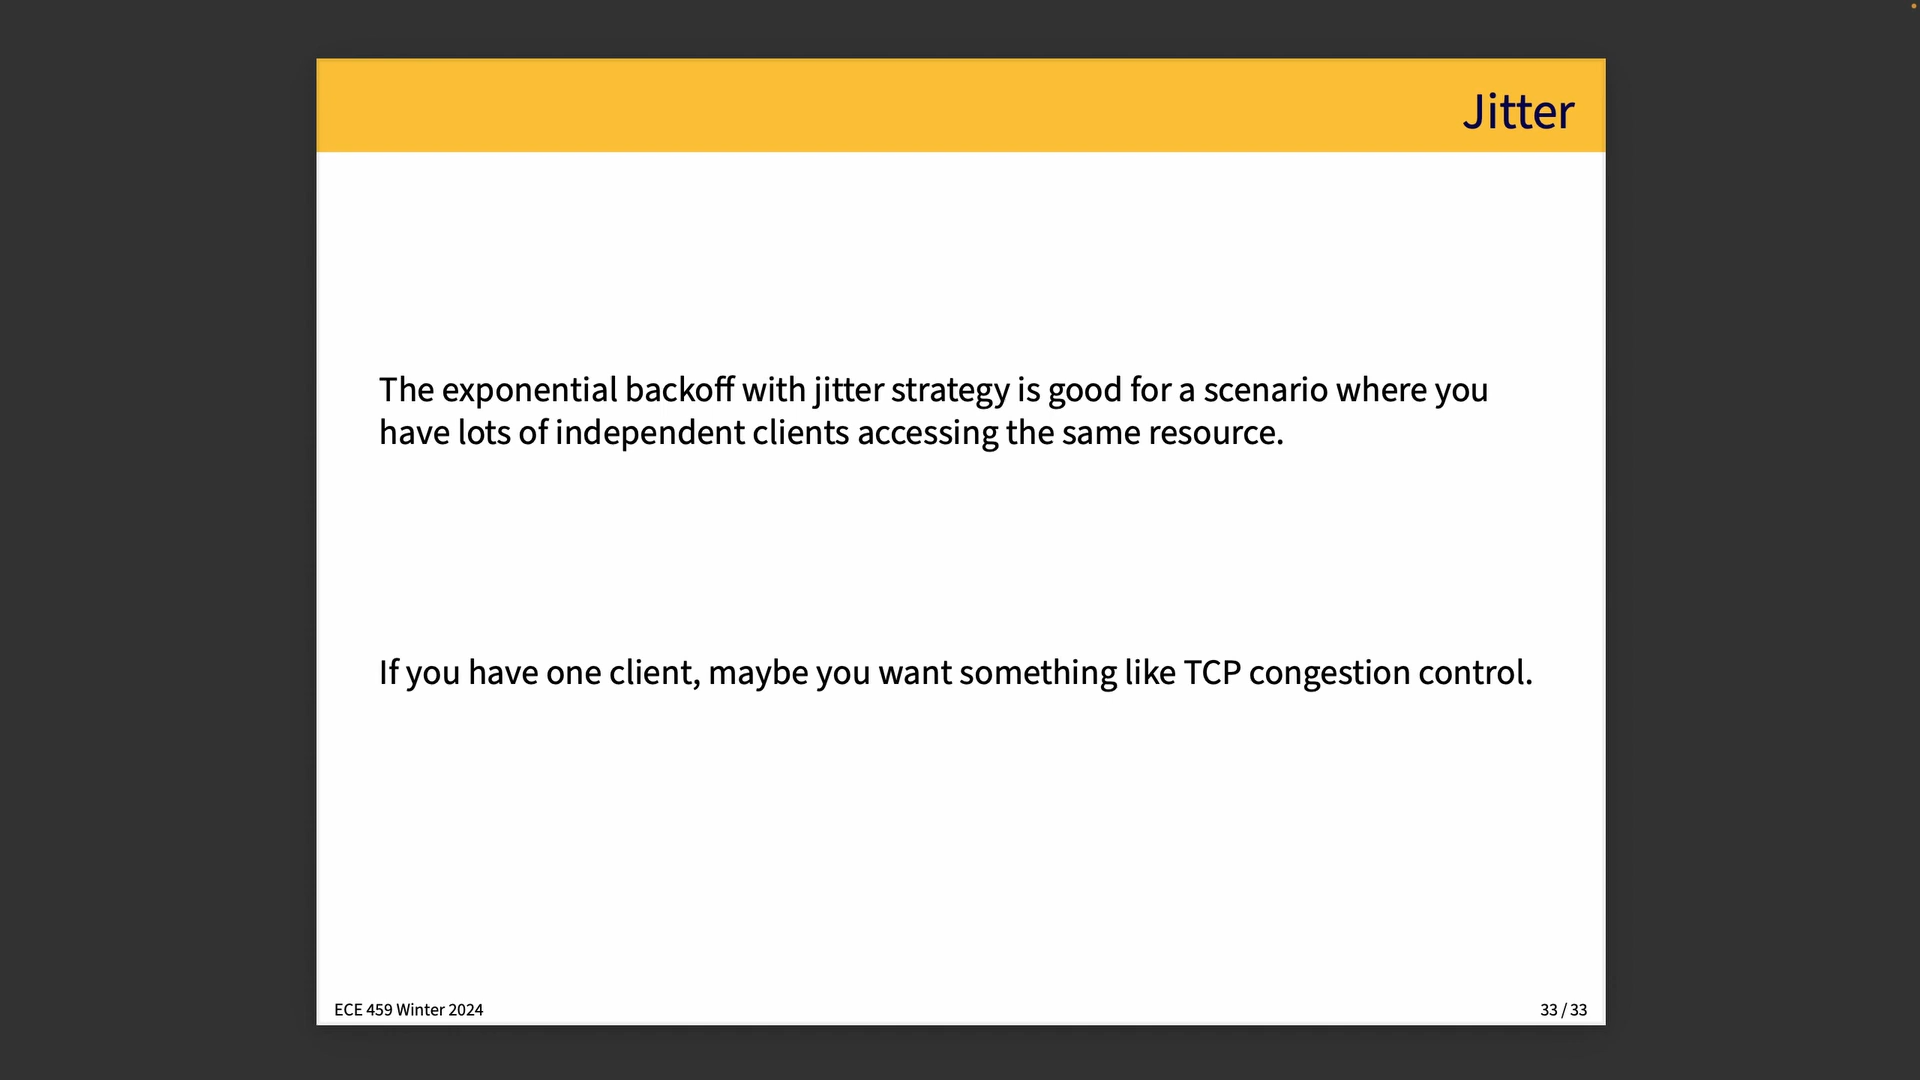 Jitter
The exponential backoff with jitter strategy is good for a scenario where you
have lots of independent clients accessing the same resource.
If you have one client, maybe you want something like TCP congestion control.
ECE 459 Winter 2024
33 / 33